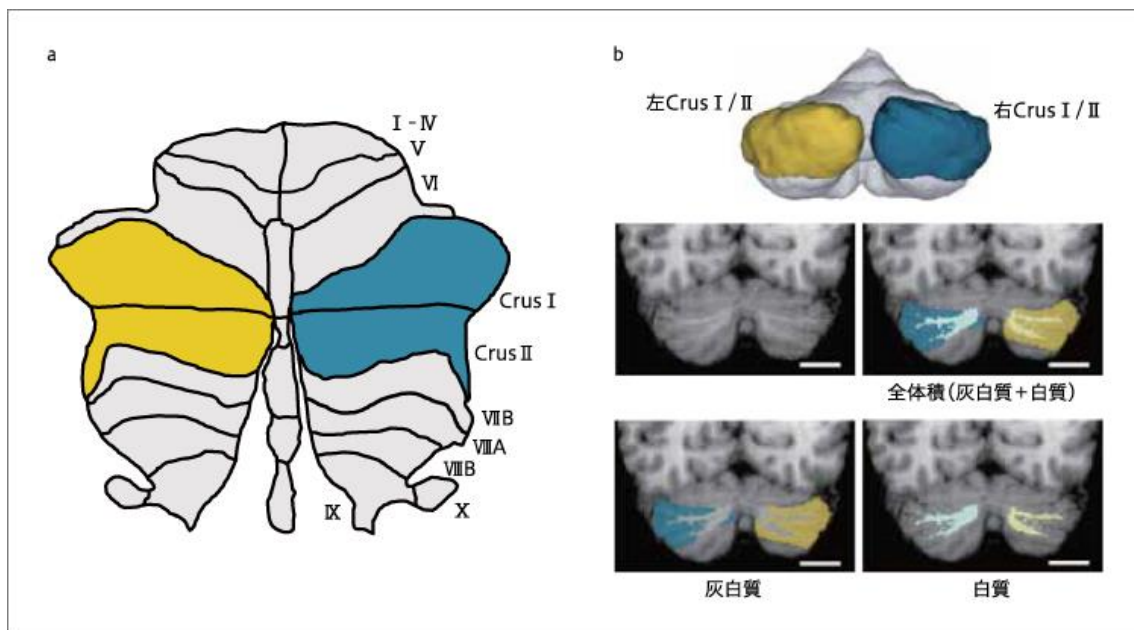 a
I - IV
V
VI
Crus I
Crus II
VIIB
VIIIA
VIIIB
IX
X
b
左Crus I / II
右Crus I / II
全体積(灰白質+白質)
灰白質
白質